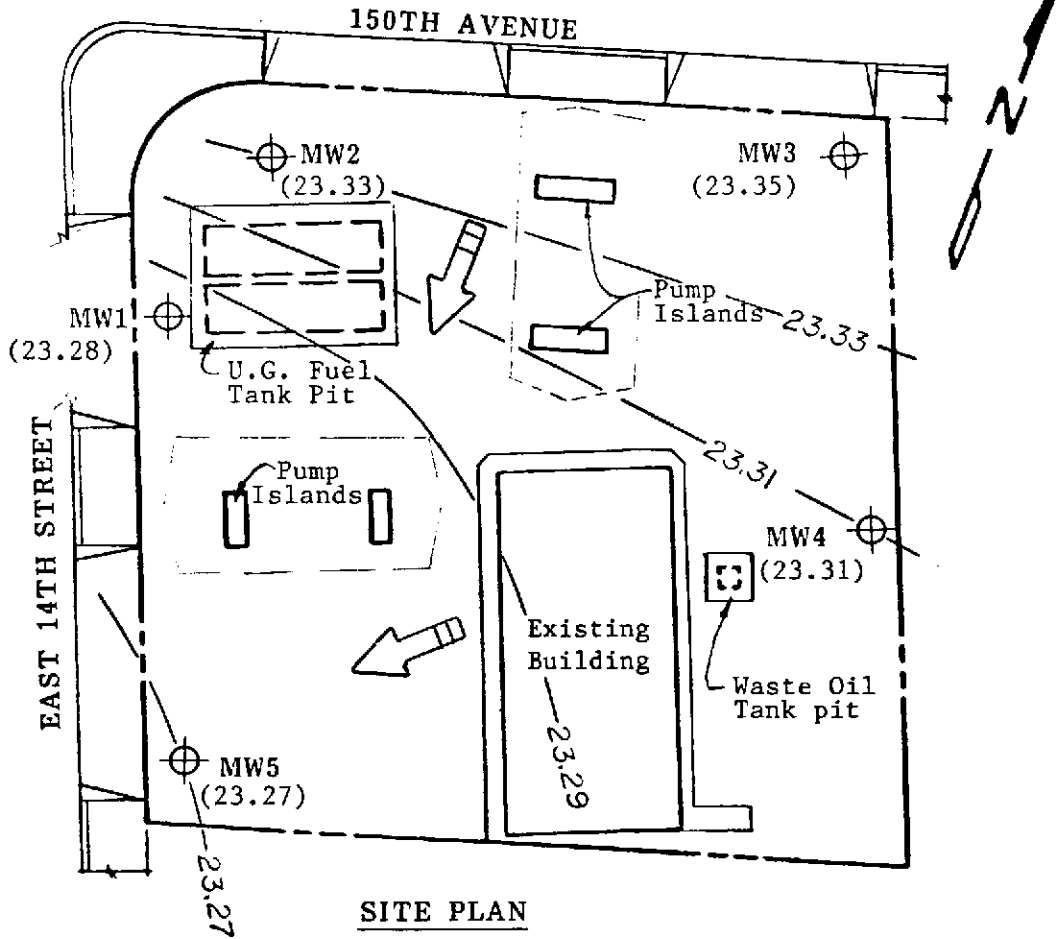 150TH AVENUE
N
MW2
(23.33)
MW3
(23.35)
MW1
(23.28)
Pump
Islands
23.33
U.G. Fuel
Tank Pit
23.31
EAST 14TH STREET
Pump
Islands
MW4
(23.31)
Existing
Building
Waste Oil
Tank pit
23.29
MW5
(23.27)
23.27
SITE PLAN